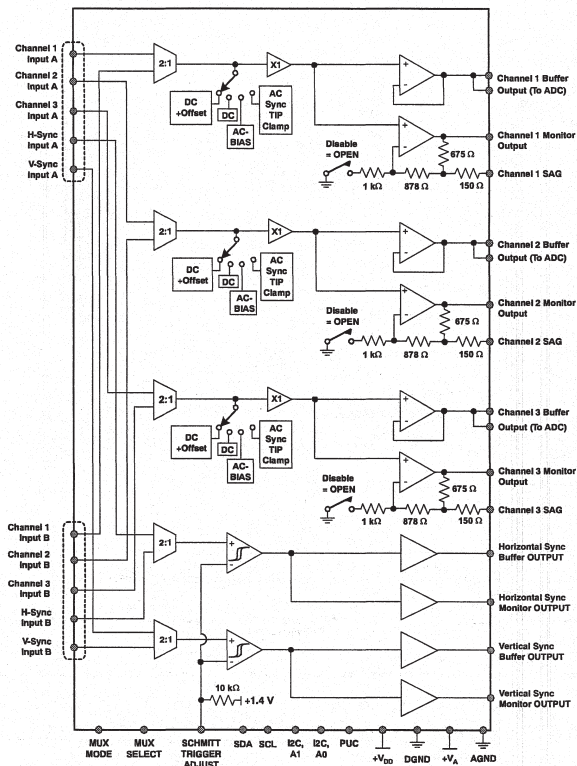 Channel 1
Input A
Channel 2
Input A
Channel 3
Input A
H-Sync
Input A
V-Sync
Input A
2:1
X1
DC
+Offset
DC
AC-
BIAS
AC
Sync
TIP
Clamp
+
-
Channel 1 Buffer
Output (To ADC)
+
-
Channel 1 Monitor
Output
Disable
= OPEN
675 Ω
1 kΩ
878 Ω
150 Ω
Channel 1 SAG
2:1
X1
DC
+Offset
DC
AC-
BIAS
AC
Sync
TIP
Clamp
+
-
Channel 2 Buffer
Output (To ADC)
+
-
Channel 2 Monitor
Output
Disable
= OPEN
675 Ω
1 kΩ
878 Ω
150 Ω
Channel 2 SAG
2:1
X1
DC
+Offset
DC
AC-
BIAS
AC
Sync
TIP
Clamp
+
-
Channel 3 Buffer
Output (To ADC)
+
-
Channel 3 Monitor
Output
Disable
= OPEN
675 Ω
1 kΩ
878 Ω
150 Ω
Channel 3 SAG
Channel 1
Input B
Channel 2
Input B
Channel 3
Input B
H-Sync
Input B
V-Sync
Input B
2:1
+
-
Horizontal Sync
Buffer OUTPUT
Horizontal Sync
Monitor OUTPUT
2:1
+
-
Vertical Sync
Buffer OUTPUT
Vertical Sync
Monitor OUTPUT
10 kΩ
+1.4 V
MUX
MODE
MUX
SELECT
SCHMITT
TRIGGER
ADJUST
SDA
SCL
I2C,
A1
I2C,
A0
PUC
+VDD
DGND
+VA
AGND